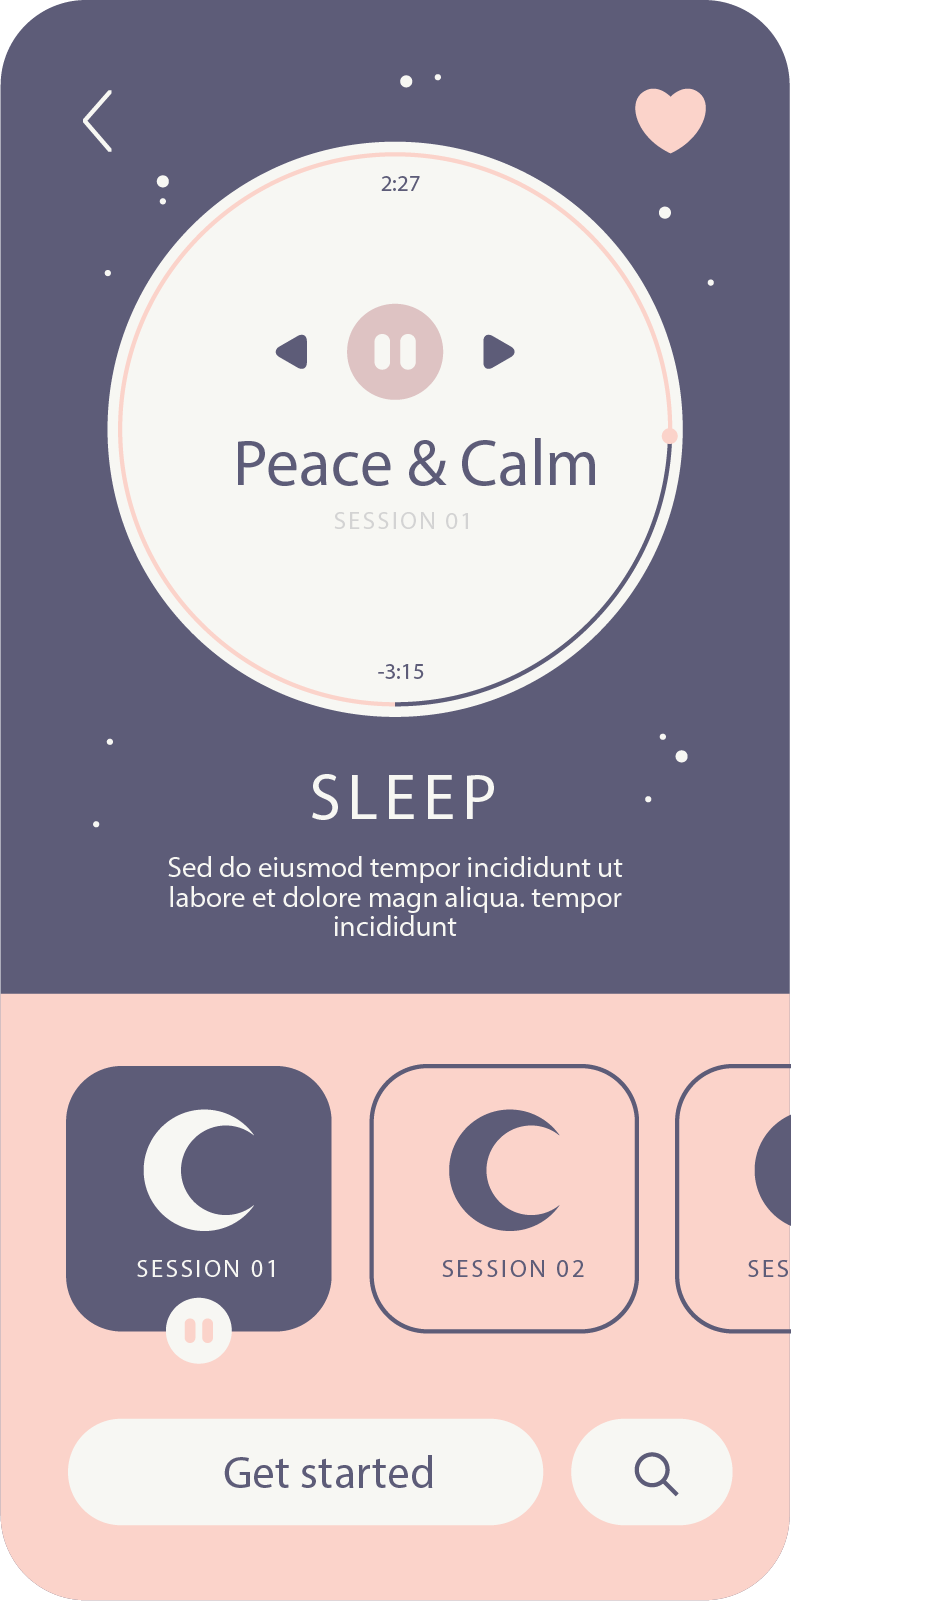 2:27
Peace & Calm
SESSION 01
-3:15
SLEEP
Sed do eiusmod tempor incididunt ut
labore et dolore magn aliqua. tempor
incididunt
SESSION 01
SESSION 02
SES
Get started